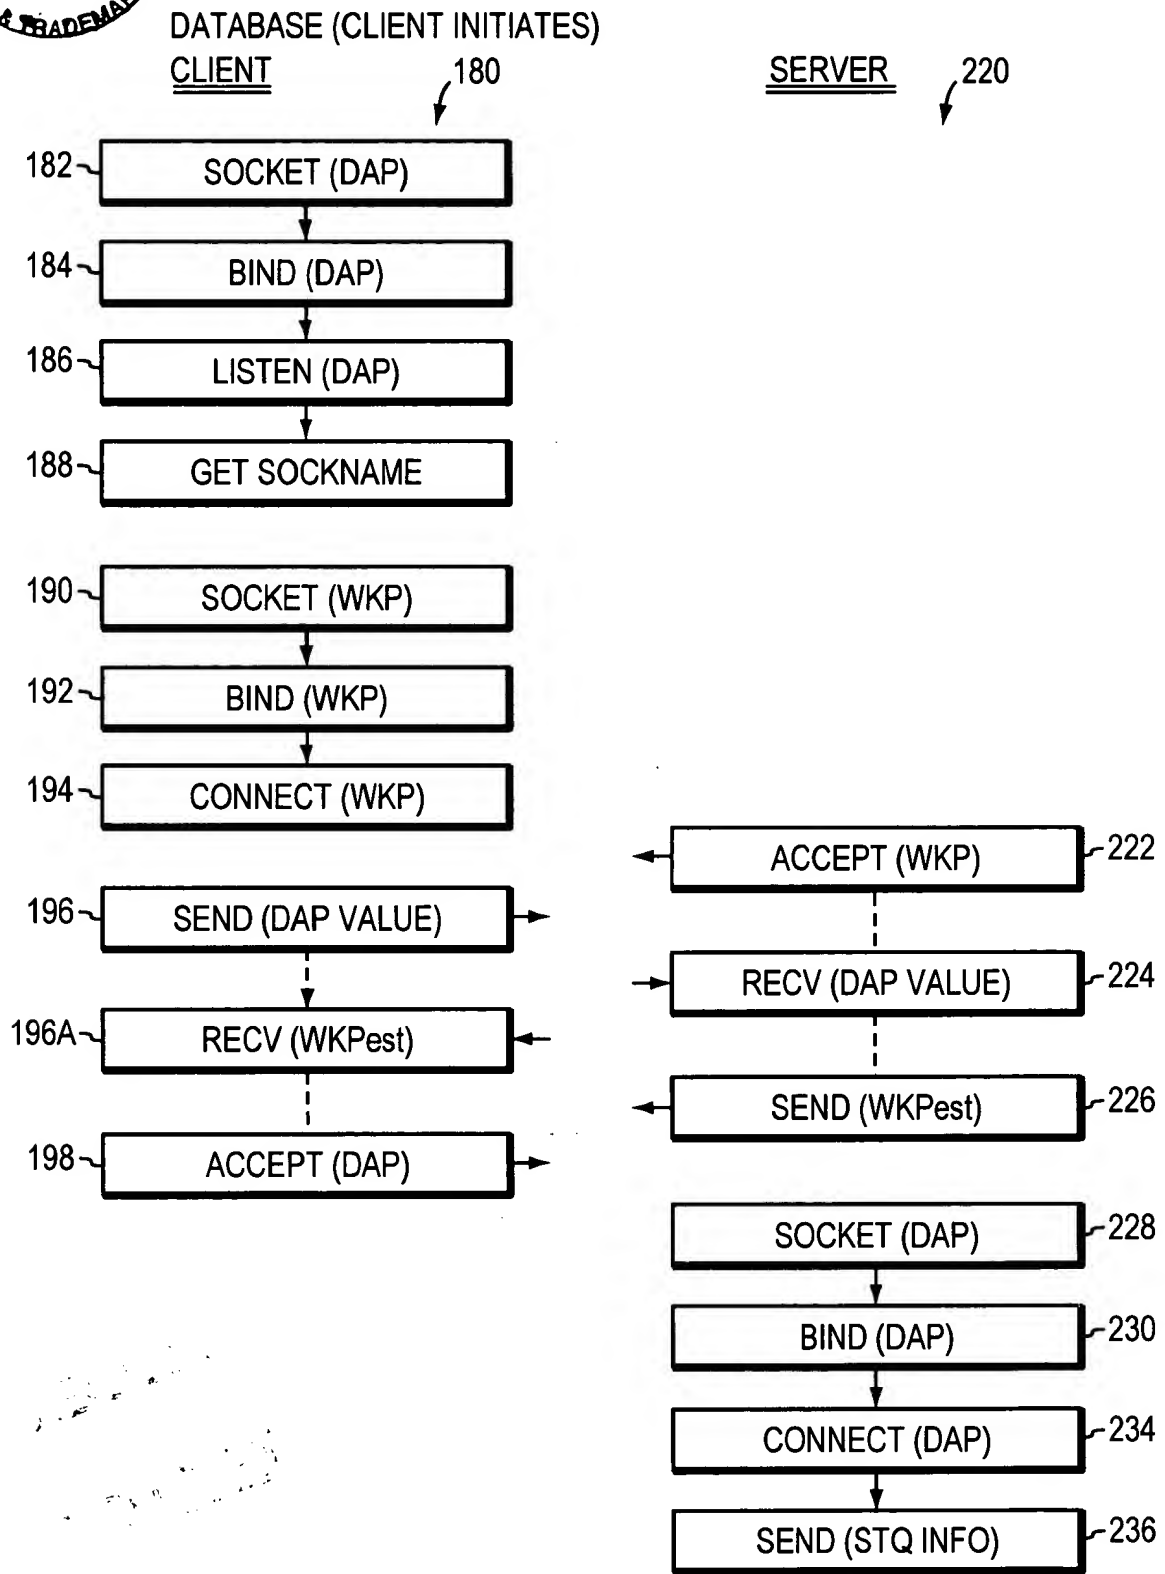 & TRADEMAR
DATABASE (CLIENT INITIATES)
CLIENT
180
SERVER
220
182
SOCKET (DAP)
184
BIND (DAP)
186
LISTEN (DAP)
188
GET SOCKNAME
190
SOCKET (WKP)
192
BIND (WKP)
194
CONNECT (WKP)
ACCEPT (WKP)
222
196
SEND (DAP VALUE)
RECV (DAP VALUE)
224
196A
RECV (WKPest)
SEND (WKPest)
226
198
ACCEPT (DAP)
SOCKET (DAP)
228
BIND (DAP)
230
CONNECT (DAP)
234
SEND (STQ INFO)
236